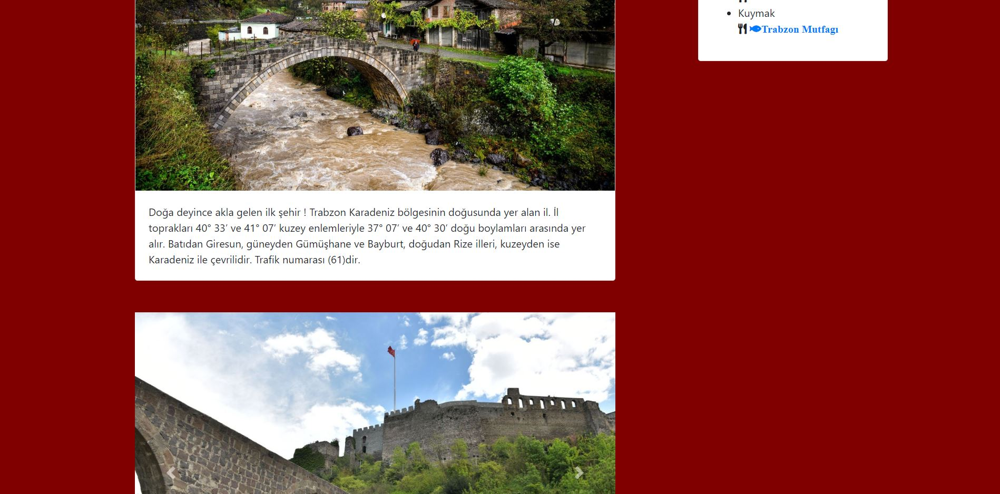 Kuymak
Trabzon Mutfagı
Doğa deyince akla gelen ilk şehir ! Trabzon Karadeniz bölgesinin doğusunda yer alan il. İl
toprakları 40° 33′ ve 41° 07′ kuzey enlemleriyle 37° 07′ ve 40° 30′ doğu boylamları arasında yer
alır. Batıdan Giresun, güneyden Gümüşhane ve Bayburt, doğudan Rize illeri, kuzeyden ise
Karadeniz ile çevrilidir. Trafik numarası (61)dir.